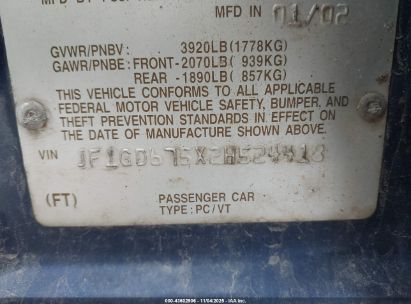 MFD IN 01/02
GVWR/PNBV: 3920LB(1778KG)
GAWR/PNBE: FRONT-2070LB( 939KG)
REAR -1890LB( 857KG)
THIS VEHICLE CONFORMS TO ALL APPLICABLE
FEDERAL MOTOR VEHICLE SAFETY, BUMPER, AND
THEFT PREVENTION STANDARDS IN EFFECT ON
THE DATE OF MANUFACTURE SHOWN ABOVE.
VIN JF1GD675X2H524418
(FT) PASSENGER CAR
TYPE:PC/VT